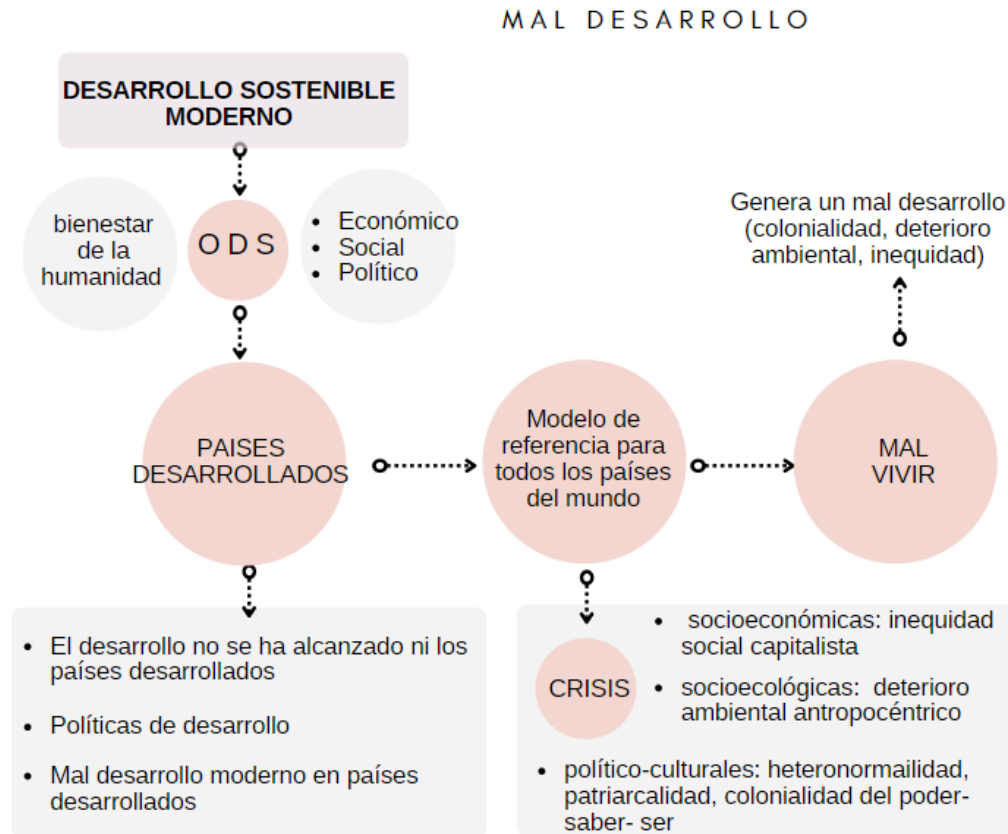 MAL DESARROLLO
DESARROLLO SOSTENIBLE
MODERNO
bienestar
de la
humanidad
ODS
• Económico
• Social
• Político
Genera un mal desarrollo
(colonialidad, deterioro
ambiental, inequidad)
PAISES
DESARROLLADOS
Modelo de
referencia para
todos los países
del mundo
MAL
VIVIR
• El desarrollo no se ha alcanzado ni los
países desarrollados
• Políticas de desarrollo
• Mal desarrollo moderno en países
desarrollados
CRISIS
• socioeconómicas: inequidad
social capitalista
• socioecológicas: deterioro
ambiental antropocéntrico
• político-culturales: heteronormailidad,
patriarcalidad, colonialidad del poder-
saber- ser